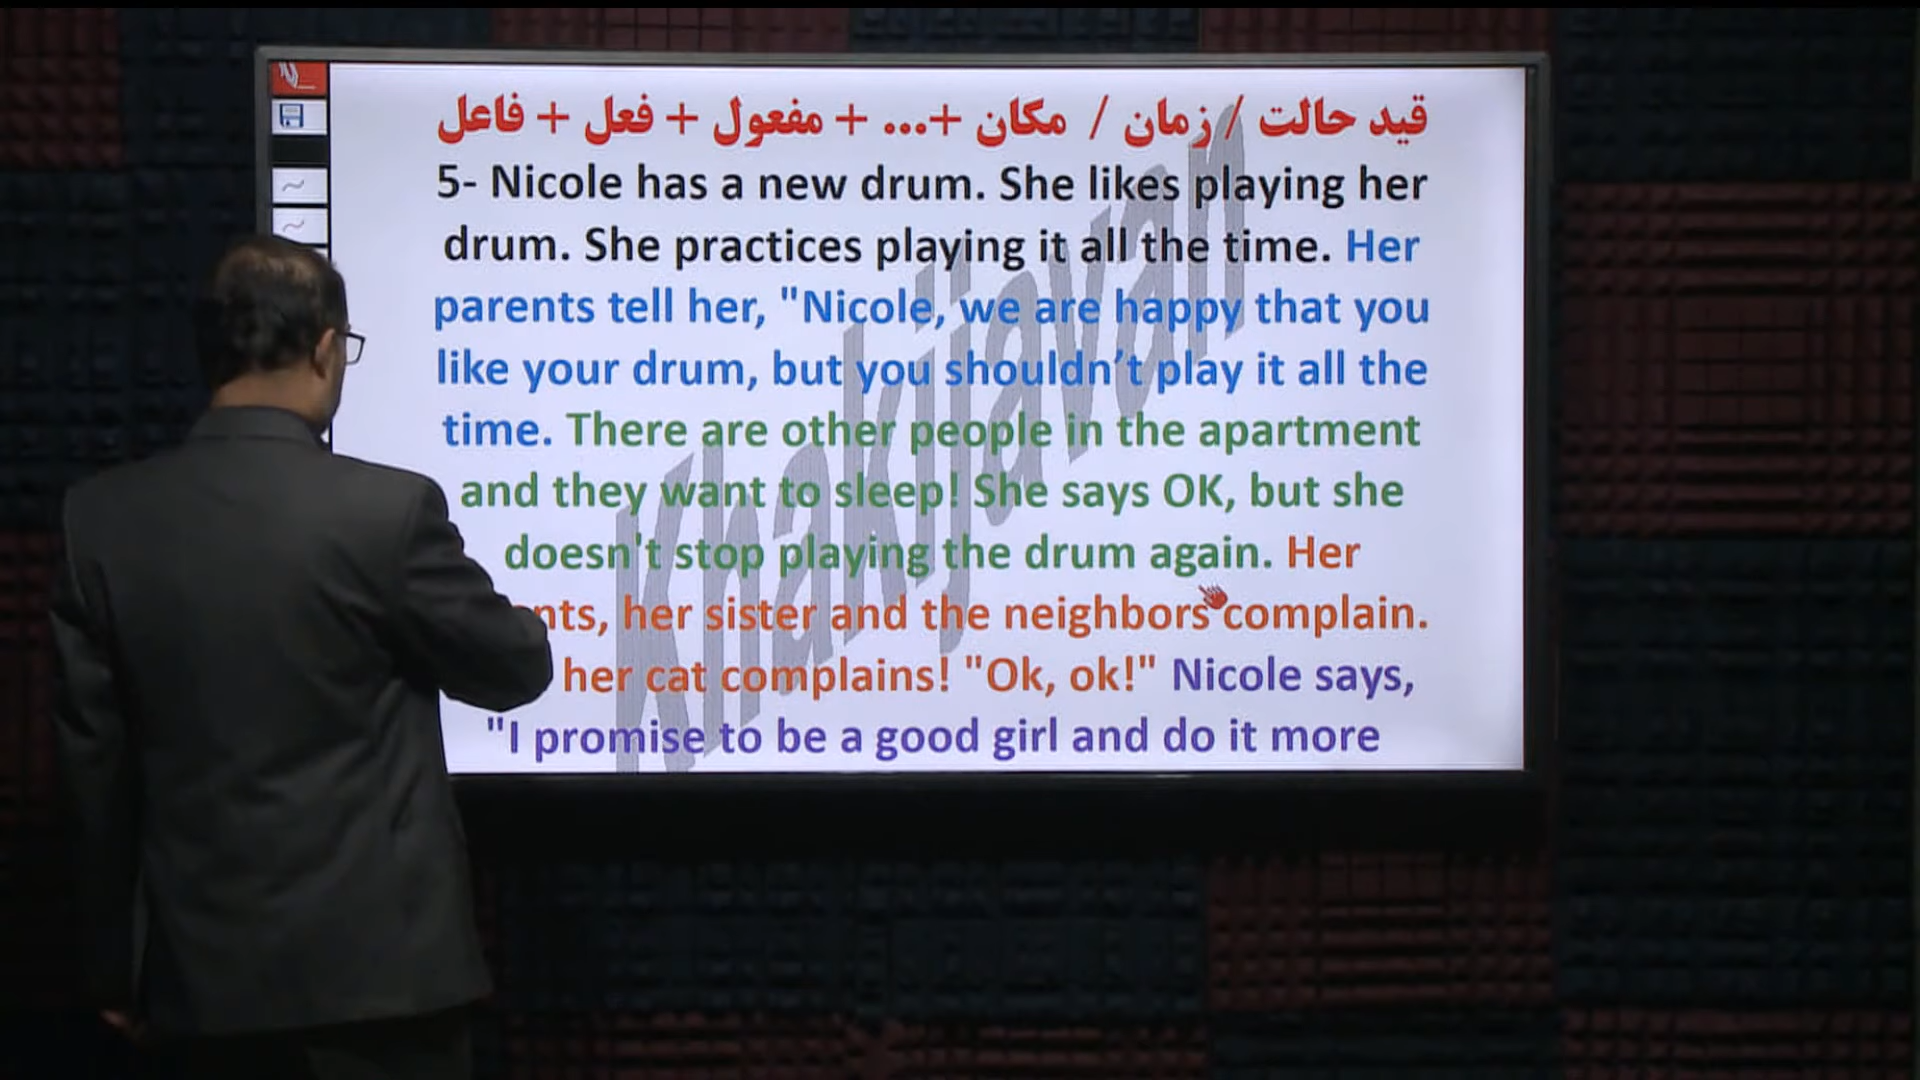 قید حالت / زمان / مکان +... + مفعول + فعل + فاعل
5- Nicole has a new drum. She likes playing her
drum. She practices playing it all the time. Her
parents tell her, "Nicole, we are happy that you
like your drum, but you shouldn't play it all the
time. There are other people in the apartment
and they want to sleep! She says OK, but she
doesn't stop playing the drum again. Her
her sister and the neighbors complain.
her cat complains! "Ok, ok!" Nicole says,
"I promise to be a good girl and do it more
Khakijavan